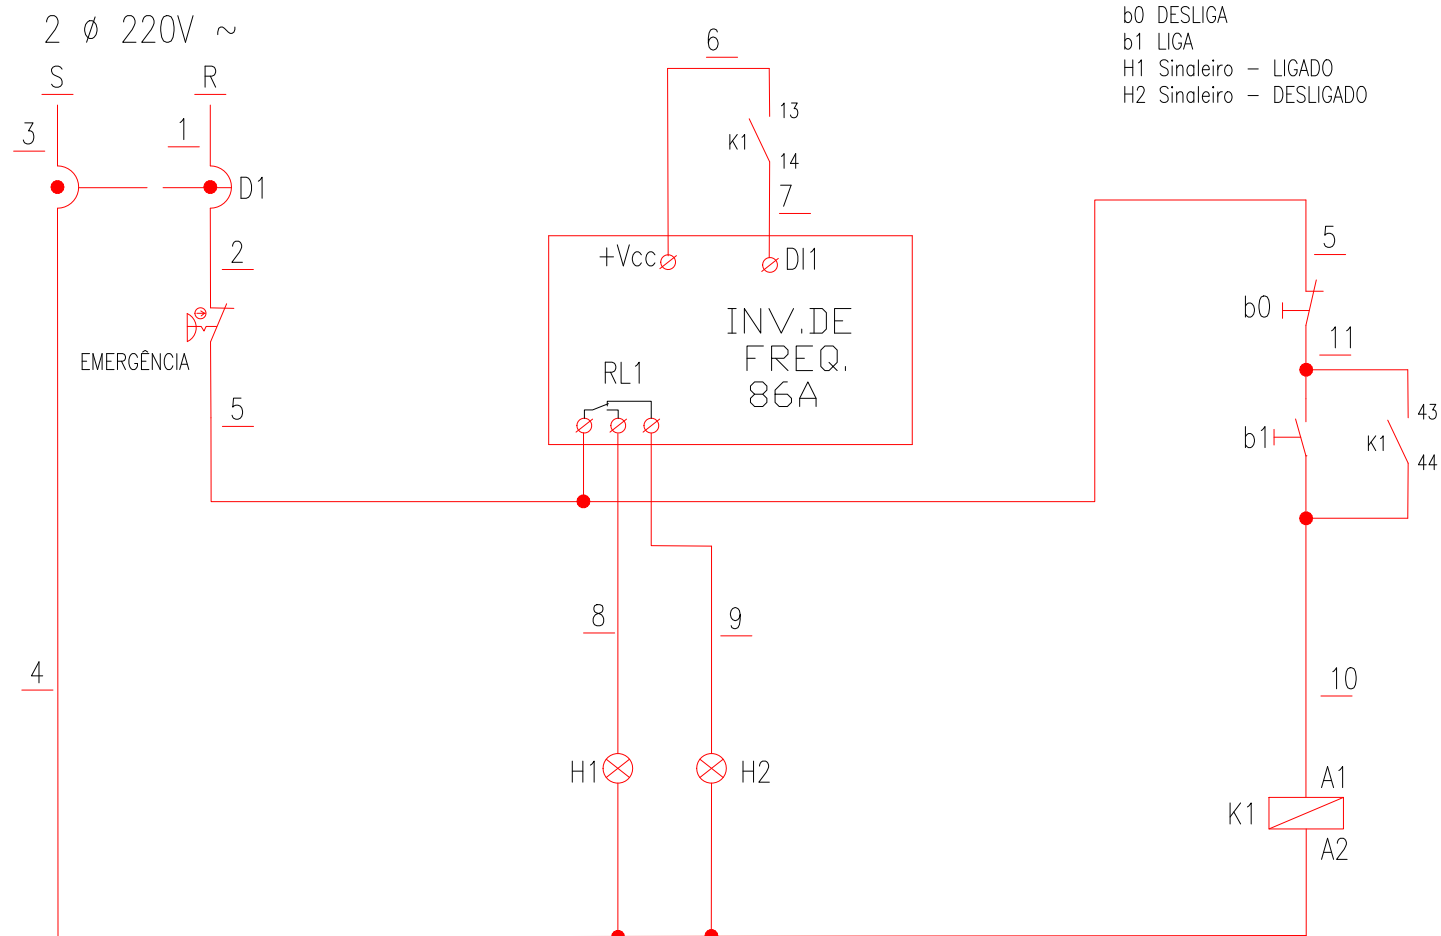 2 ϕ 220V ~
b0 DESLIGA
b1 LIGA
H1 Sinaleiro - LIGADO
H2 Sinaleiro - DESLIGADO
S
R
6
3
1
13
K1
14
D1
7
2
5
+Vcc
DI1
b0
INV.DE
FREQ.
86A
EMERGÊNCIA
RL1
11
5
43
b1
K1
44
8
9
4
10
H1
H2
A1
K1
A2